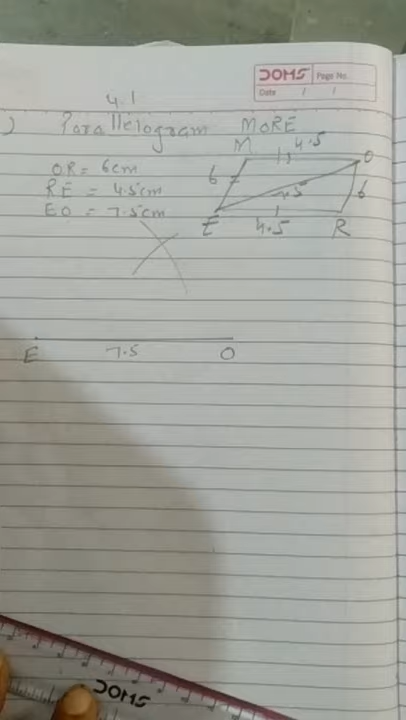 4.1
DOMS Page No.
Date / /
) Parallelogram MORE
OR = 6cm
RE = 4.5cm
EO = 7.5cm
M 4.5 O
6 7.5 6
E 4.5 R
E 7.5 O
DOMS